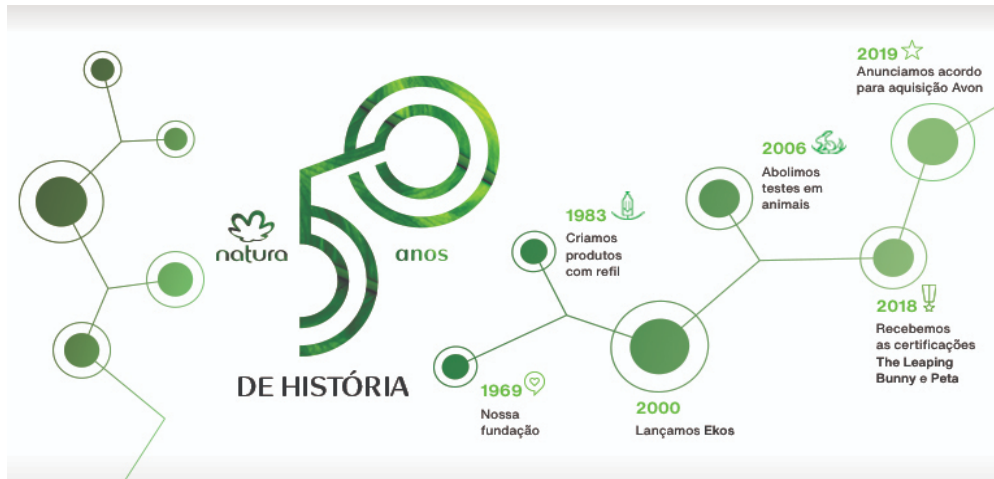 natura
50
anos
DE HISTÓRIA
1969
Nossa
fundação
1983
Criamos
produtos
com refil
2000
Lançamos Ekos
2006
Abolimos
testes em
animais
2018
Recebemos
as certificações
The Leaping
Bunny e Peta
2019
Anunciamos acordo
para aquisição Avon